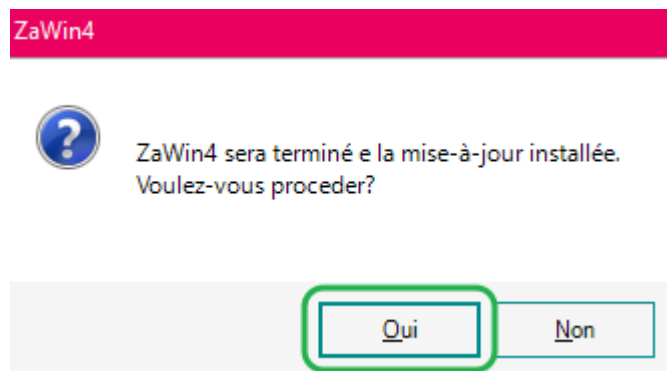 ZaWin4
ZaWin4 sera terminé e la mise-à-jour installée.
Voulez-vous proceder?
Oui
Non